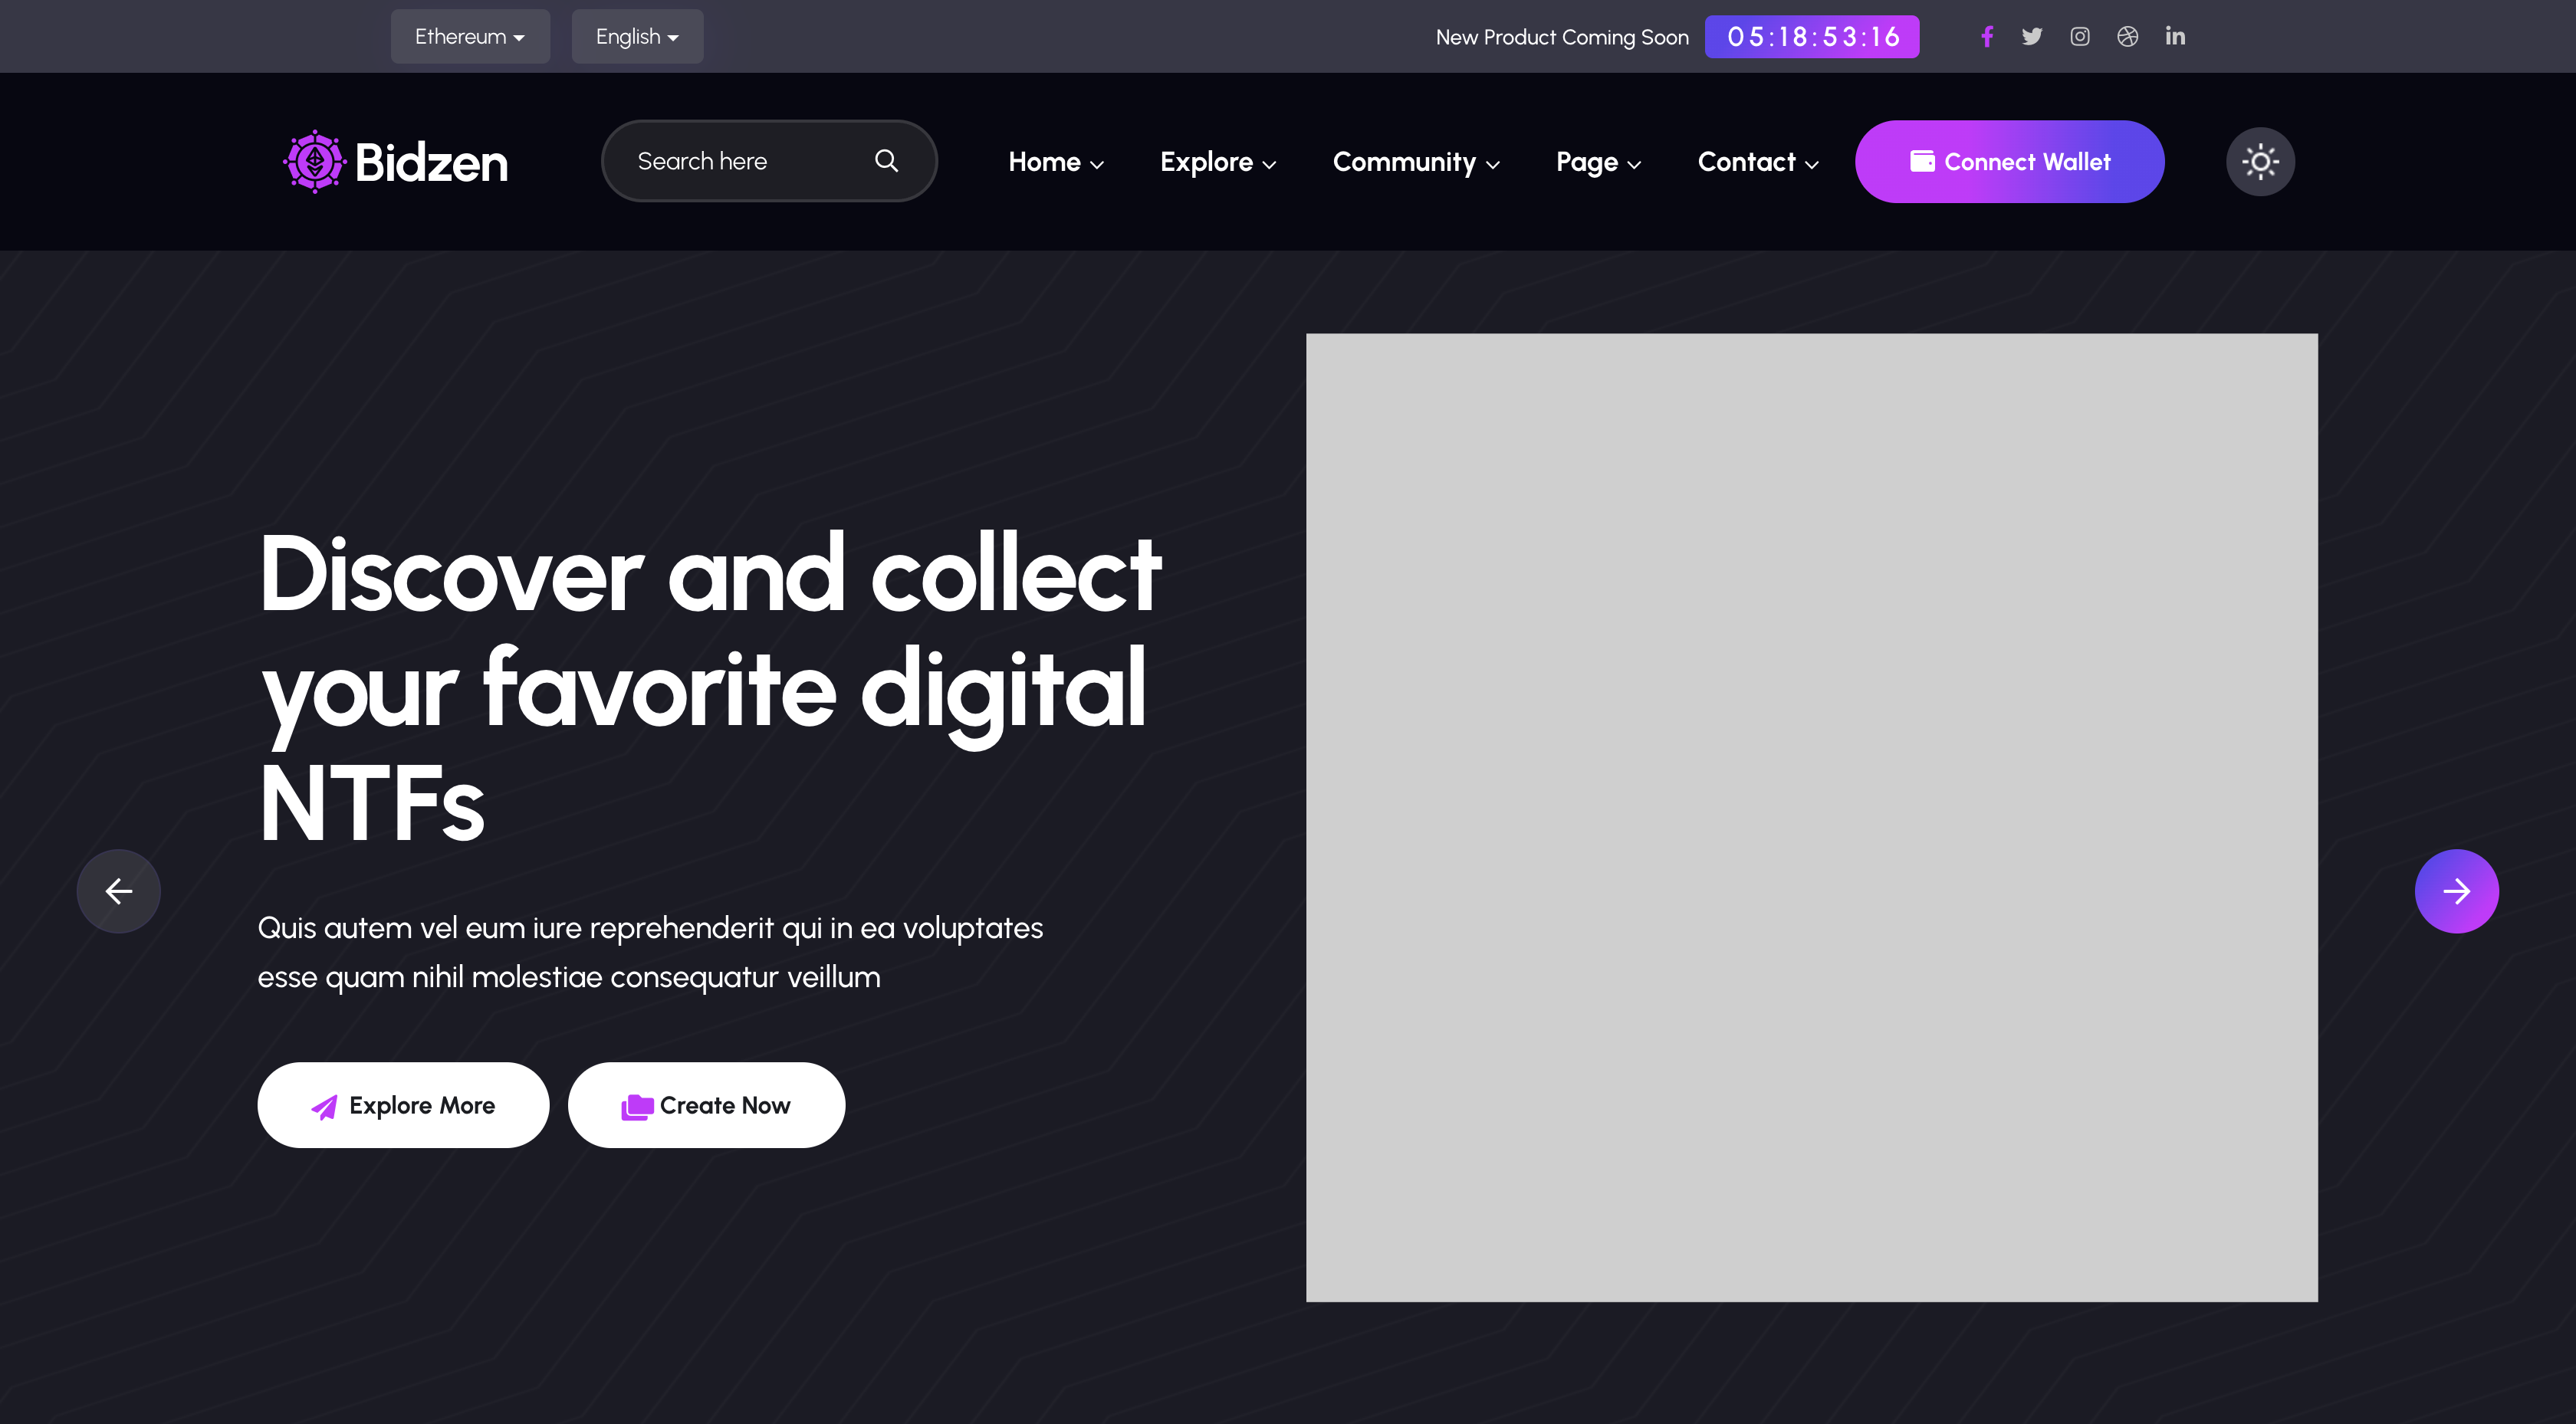 Ethereum
English
New Product Coming Soon
05:18:53:16
Bidzen
Search here
Home
Explore
Community
Page
Contact
Connect Wallet
Discover and collect
your favorite digital
NTFs
Quis autem vel eum iure reprehenderit qui in ea voluptates
esse quam nihil molestiae consequatur veillum
Explore More
Create Now